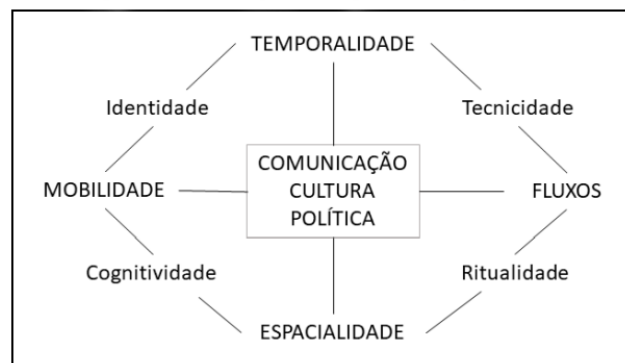 TEMPORALIDADE
Identidade
Tecnicidade
COMUNICAÇÃO
CULTURA
POLÍTICA
MOBILIDADE
FLUXOS
Cognitividade
Ritualidade
ESPACIALIDADE